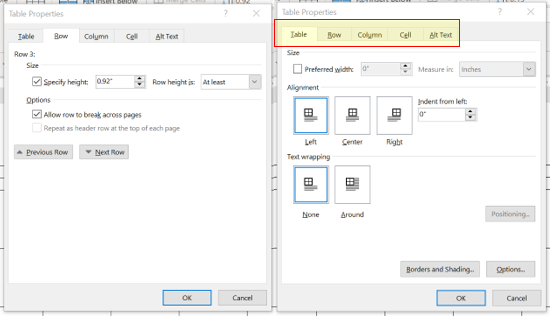 Insert Below
0.92"
Table Properties
?
Table Row Column Cell Alt Text
Row 3:
Size
Specify height: 0.92" Row height is: At least
Options
Allow row to break across pages
Repeat as header row at the top of each page
Previous Row Next Row
OK Cancel
Table Properties
?
Table Row Column Cell Alt Text
Size
Preferred width: 0" Measure in: Inches
Alignment
Indent from left:
0"
Left Center Right
Text wrapping
None Around
Positioning...
Borders and Shading... Options...
OK Cancel